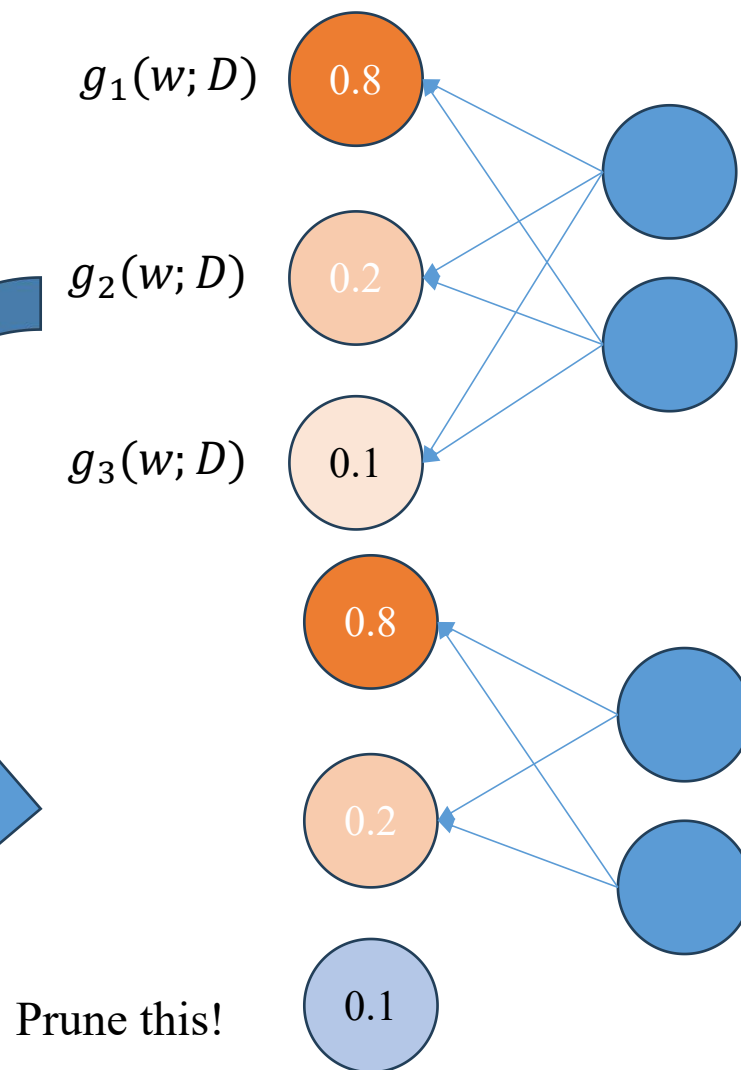 g₁(w; D) 0.8
g₂(w; D) 0.2
g₃(w; D) 0.1
0.8
0.2
Prune this! 0.1